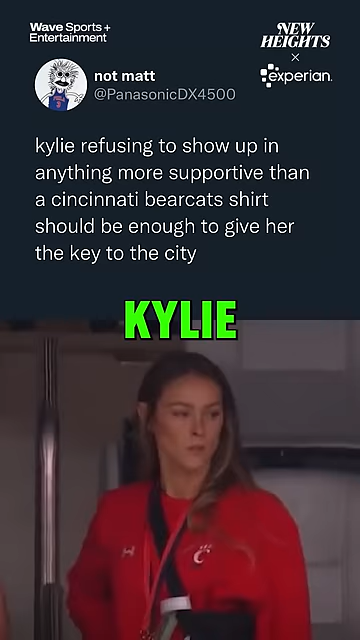 Wave Sports +
Entertainment
NEW
HEIGHTS
×
experian.
not matt
@PanasonicDX4500
kylie refusing to show up in
anything more supportive than
a cincinnati bearcats shirt
should be enough to give her
the key to the city
KYLIE